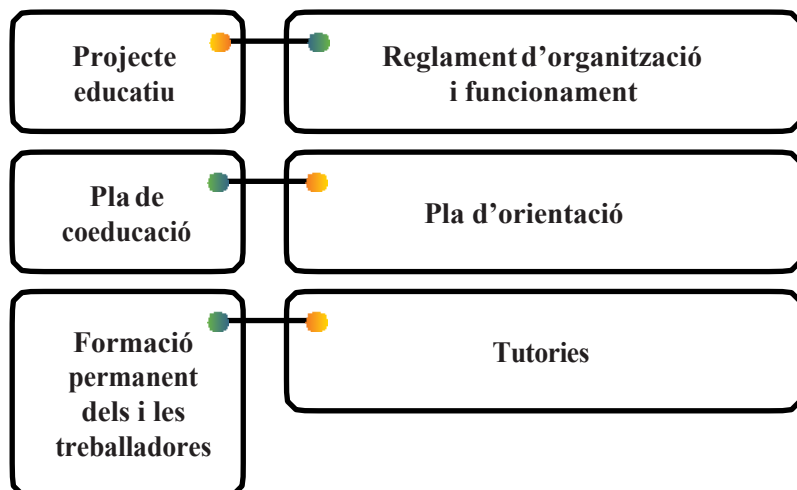 Projecte
educatiu
Reglament d’organització
i funcionament
Pla de
coeducació
Pla d’orientació
Formació
permanent
dels i les
treballadores
Tutories